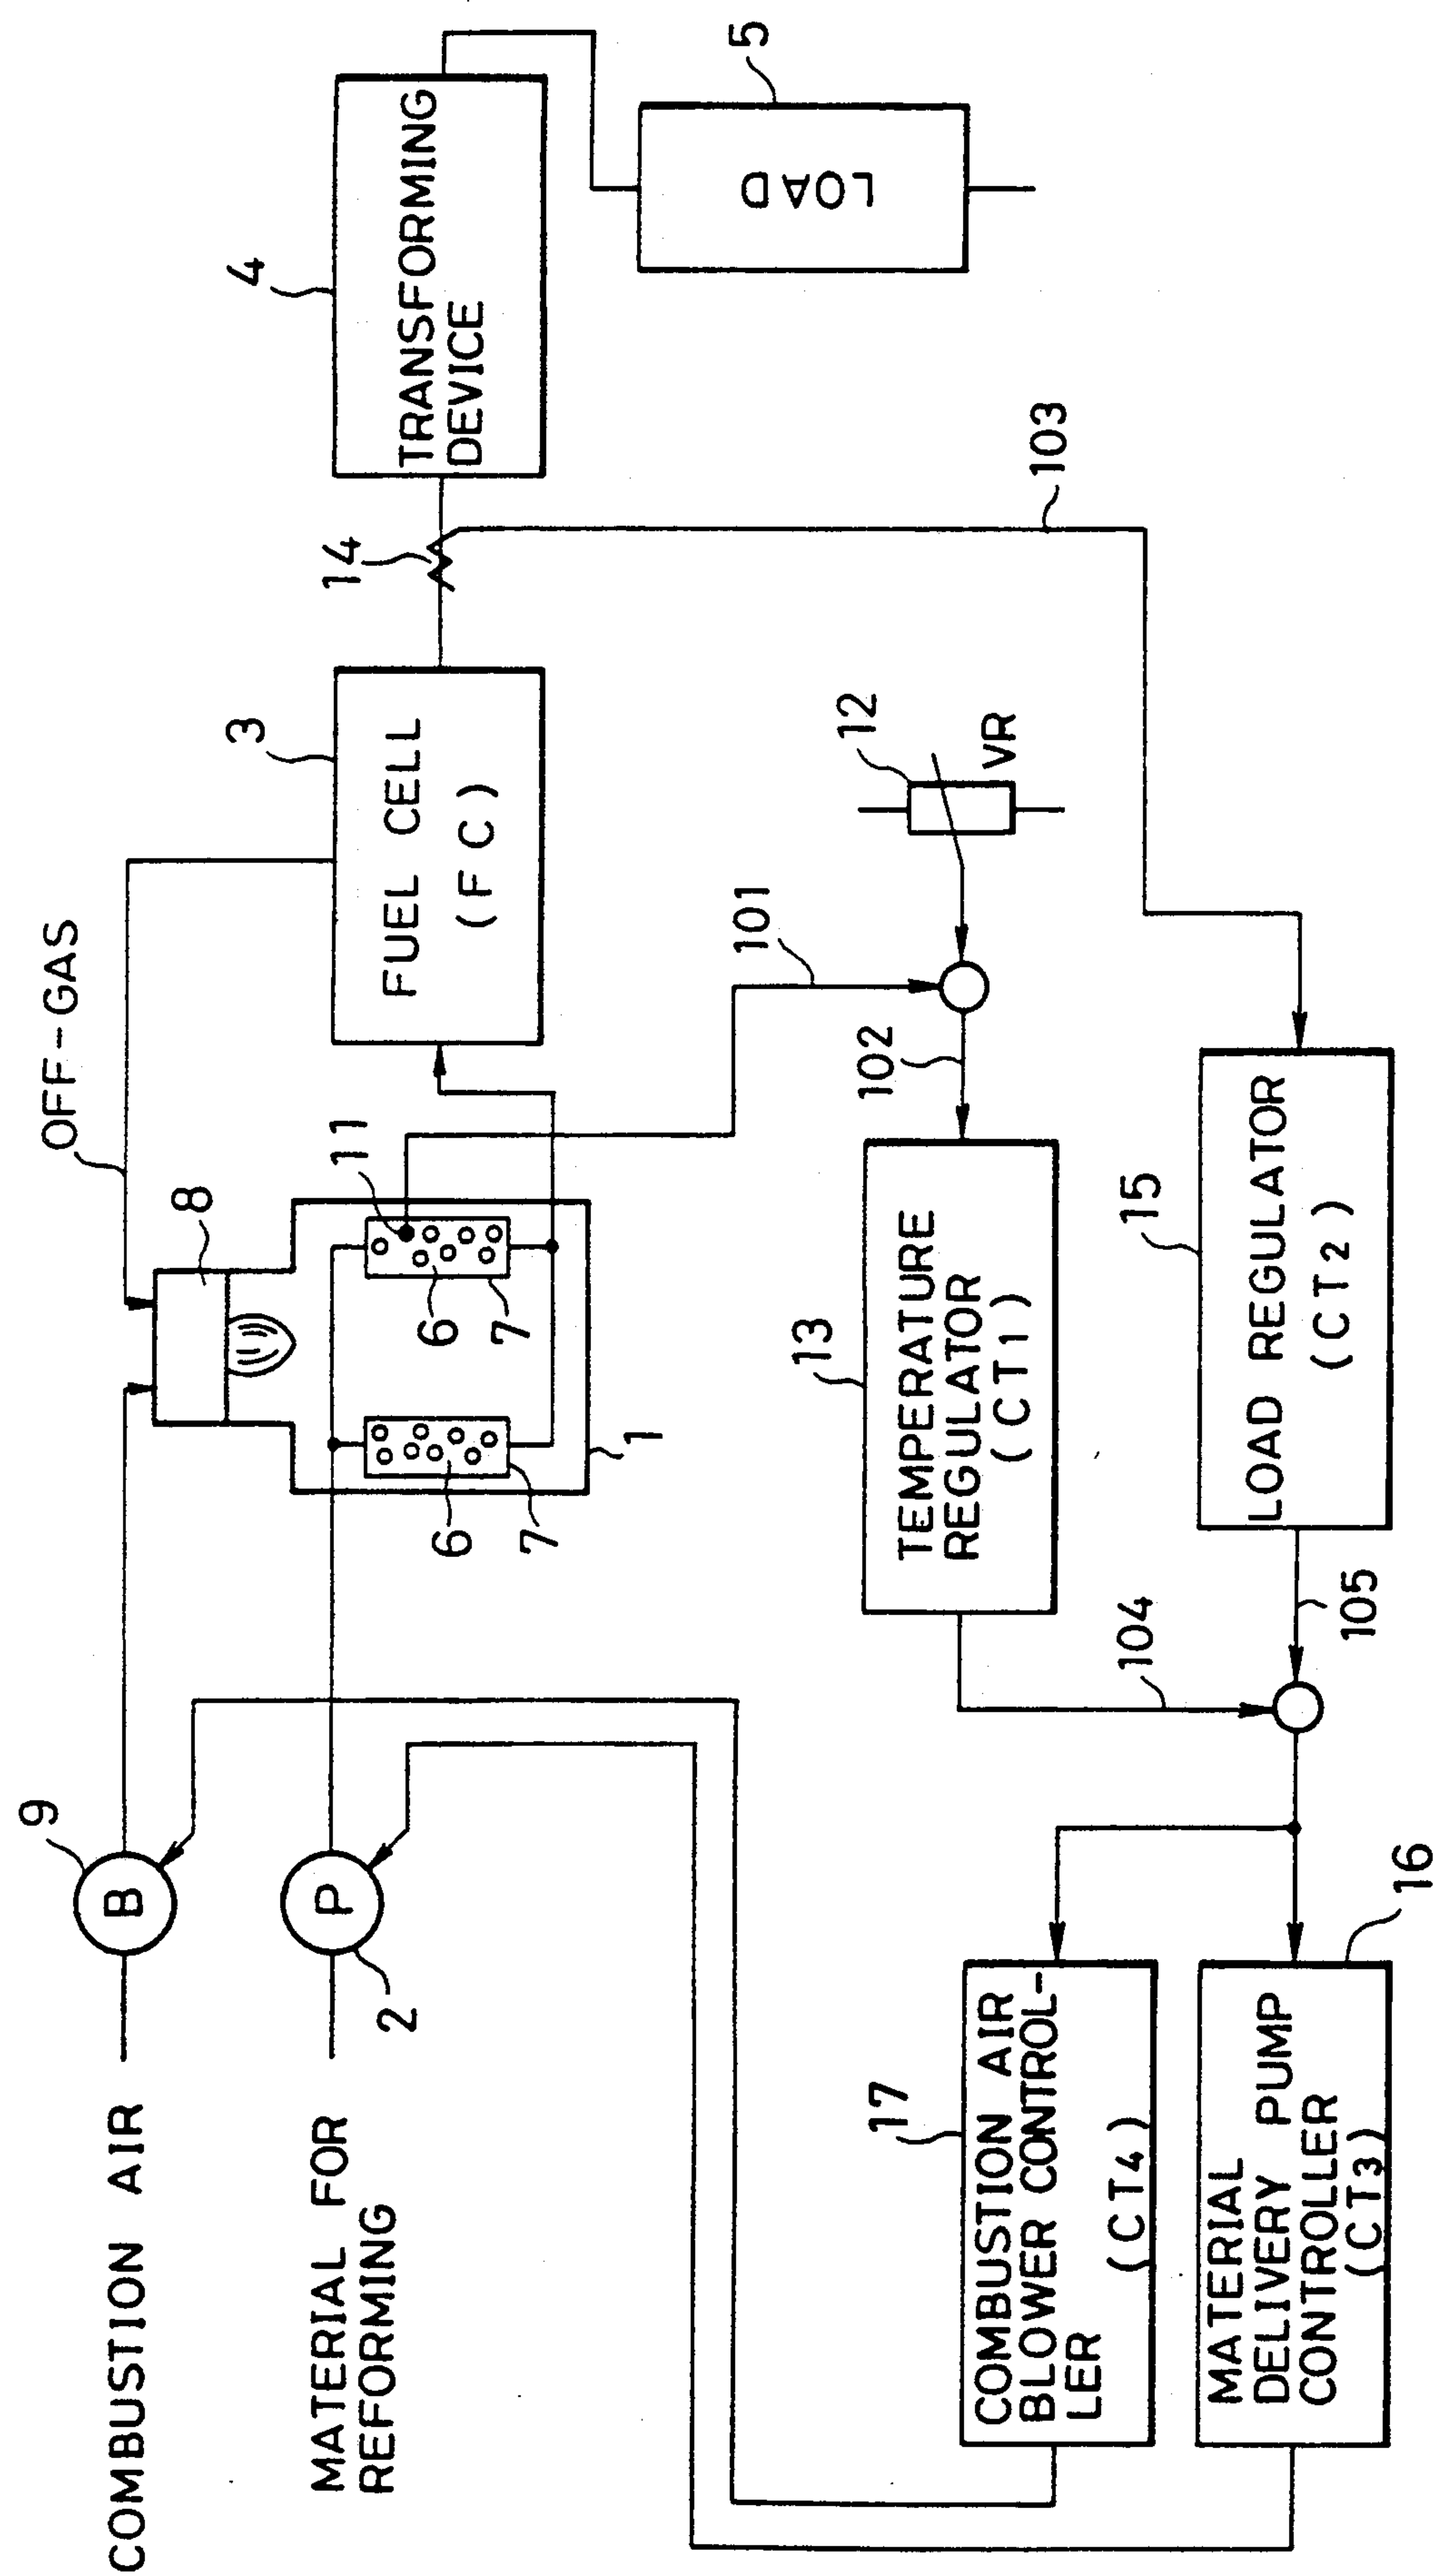 COMBUSTION AIR
9
B
OFF-GAS
8
MATERIAL FOR
REFORMING
2
P
6
7
6
7
11
1
3
FUEL CELL
(FC)
14
4
TRANSFORMING
DEVICE
5
LOAD
103
101
12
VR
102
13
TEMPERATURE
REGULATOR
(CT1)
104
15
LOAD REGULATOR
(CT2)
105
17
COMBUSTION AIR
BLOWER CONTROL-
LER
(CT4)
16
MATERIAL
DELIVERY PUMP
CONTROLLER
(CT3)